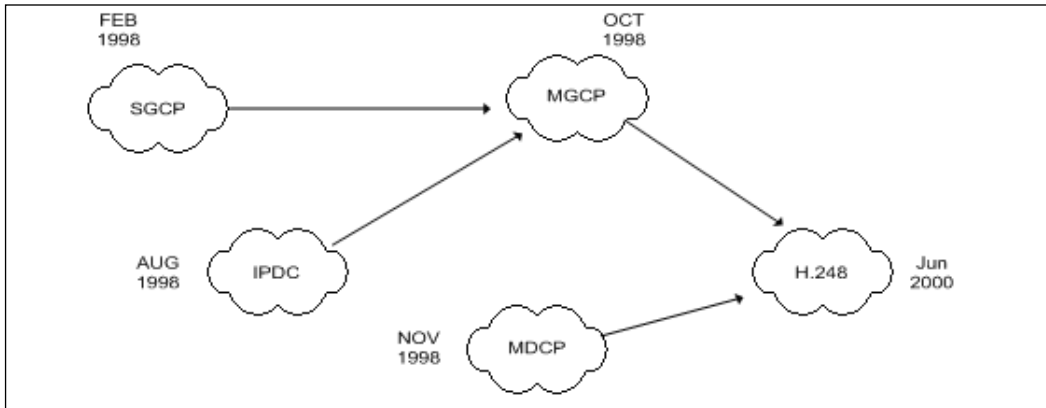 FEB
1998
OCT
1998
SGCP
MGCP
AUG
1998
IPDC
H.248
Jun
2000
NOV
1998
MDCP